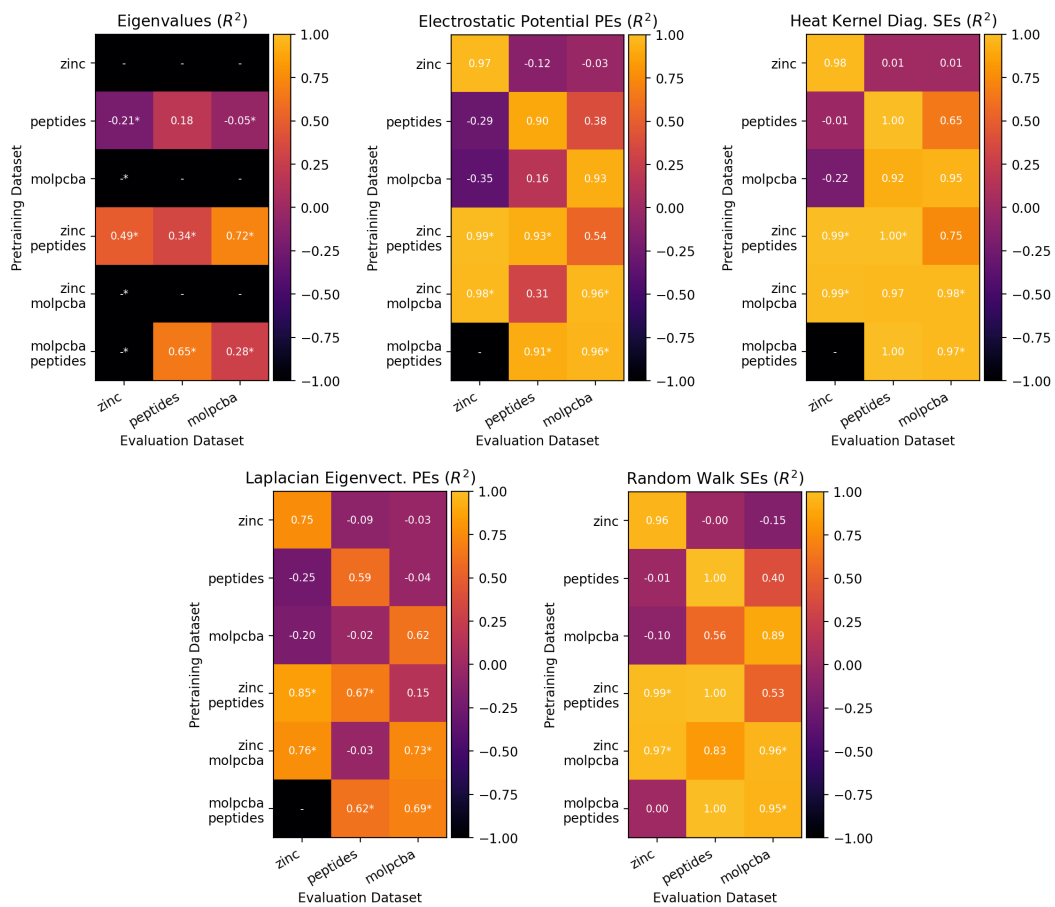 Eigenvalues (R²)
Pretraining Dataset
zinc - - -
peptides -0.21* 0.18 -0.05*
molpcba -* - -
zinc
peptides 0.49* 0.34* 0.72*
zinc
molpcba -* - -
molpcba
peptides -* 0.65* 0.28*
zinc peptides molpcba
Evaluation Dataset
1.00
0.75
0.50
0.25
0.00
−0.25
−0.50
−0.75
−1.00
Electrostatic Potential PEs (R²)
Pretraining Dataset
zinc 0.97 -0.12 -0.03
peptides -0.29 0.90 0.38
molpcba -0.35 0.16 0.93
zinc
peptides 0.99* 0.93* 0.54
zinc
molpcba 0.98* 0.31 0.96*
molpcba
peptides - 0.91* 0.96*
zinc peptides molpcba
Evaluation Dataset
1.00
0.75
0.50
0.25
0.00
−0.25
−0.50
−0.75
−1.00
Heat Kernel Diag. SEs (R²)
Pretraining Dataset
zinc 0.98 0.01 0.01
peptides -0.01 1.00 0.65
molpcba -0.22 0.92 0.95
zinc
peptides 0.99* 1.00* 0.75
zinc
molpcba 0.99* 0.97 0.98*
molpcba
peptides - 1.00 0.97*
zinc peptides molpcba
Evaluation Dataset
1.00
0.75
0.50
0.25
0.00
−0.25
−0.50
−0.75
−1.00
Laplacian Eigenvect. PEs (R²)
Pretraining Dataset
zinc 0.75 -0.09 -0.03
peptides -0.25 0.59 -0.04
molpcba -0.20 -0.02 0.62
zinc
peptides 0.85* 0.67* 0.15
zinc
molpcba 0.76* -0.03 0.73*
molpcba
peptides - 0.62* 0.69*
zinc peptides molpcba
Evaluation Dataset
1.00
0.75
0.50
0.25
0.00
−0.25
−0.50
−0.75
−1.00
Random Walk SEs (R²)
Pretraining Dataset
zinc 0.96 -0.00 -0.15
peptides -0.01 1.00 0.40
molpcba -0.10 0.56 0.89
zinc
peptides 0.99* 1.00 0.53
zinc
molpcba 0.97* 0.83 0.96*
molpcba
peptides 0.00 1.00 0.95*
zinc peptides molpcba
Evaluation Dataset
1.00
0.75
0.50
0.25
0.00
−0.25
−0.50
−0.75
−1.00